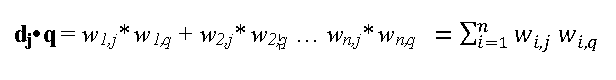 dj•q = w1,j* w1,q + w2,j* w2,q … wn,j* wn,q = ∑ⁿᵢ₌₁ wi,j wi,q